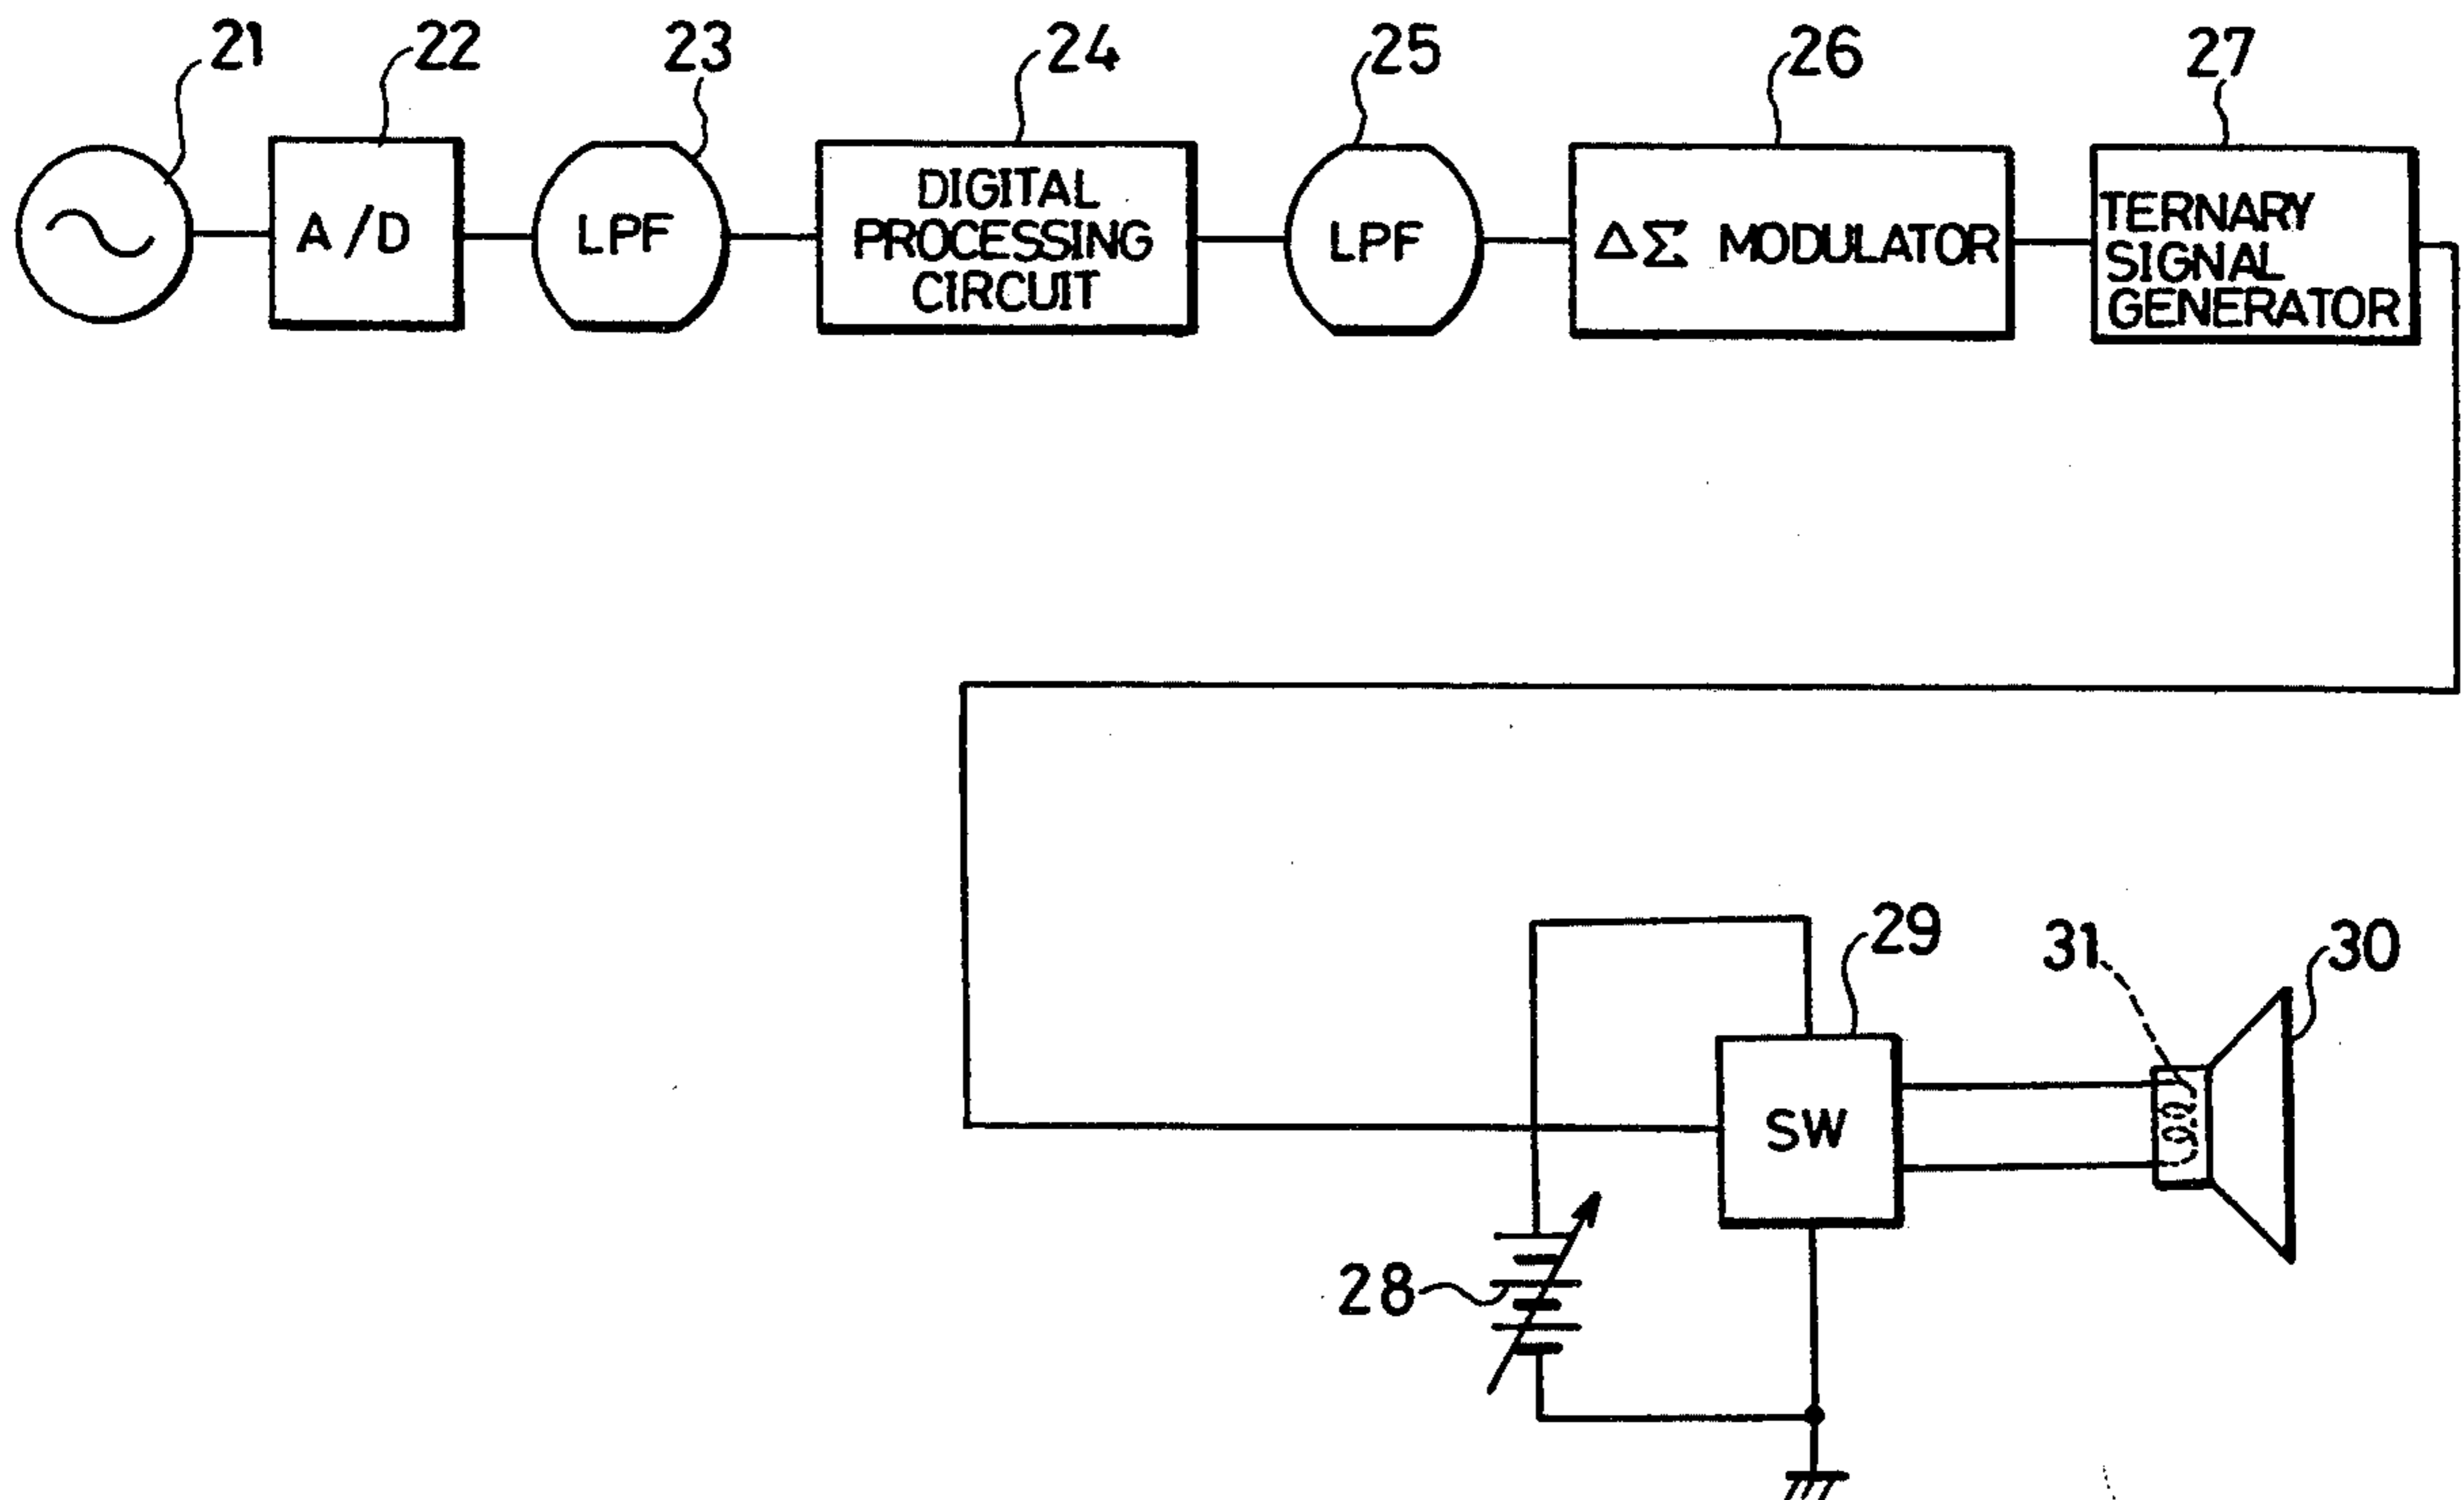 21
22
23
24
25
26
27
A/D
LPF
DIGITAL
PROCESSING
CIRCUIT
LPF
ΔΣ MODULATOR
TERNARY
SIGNAL
GENERATOR
29
31
30
SW
28